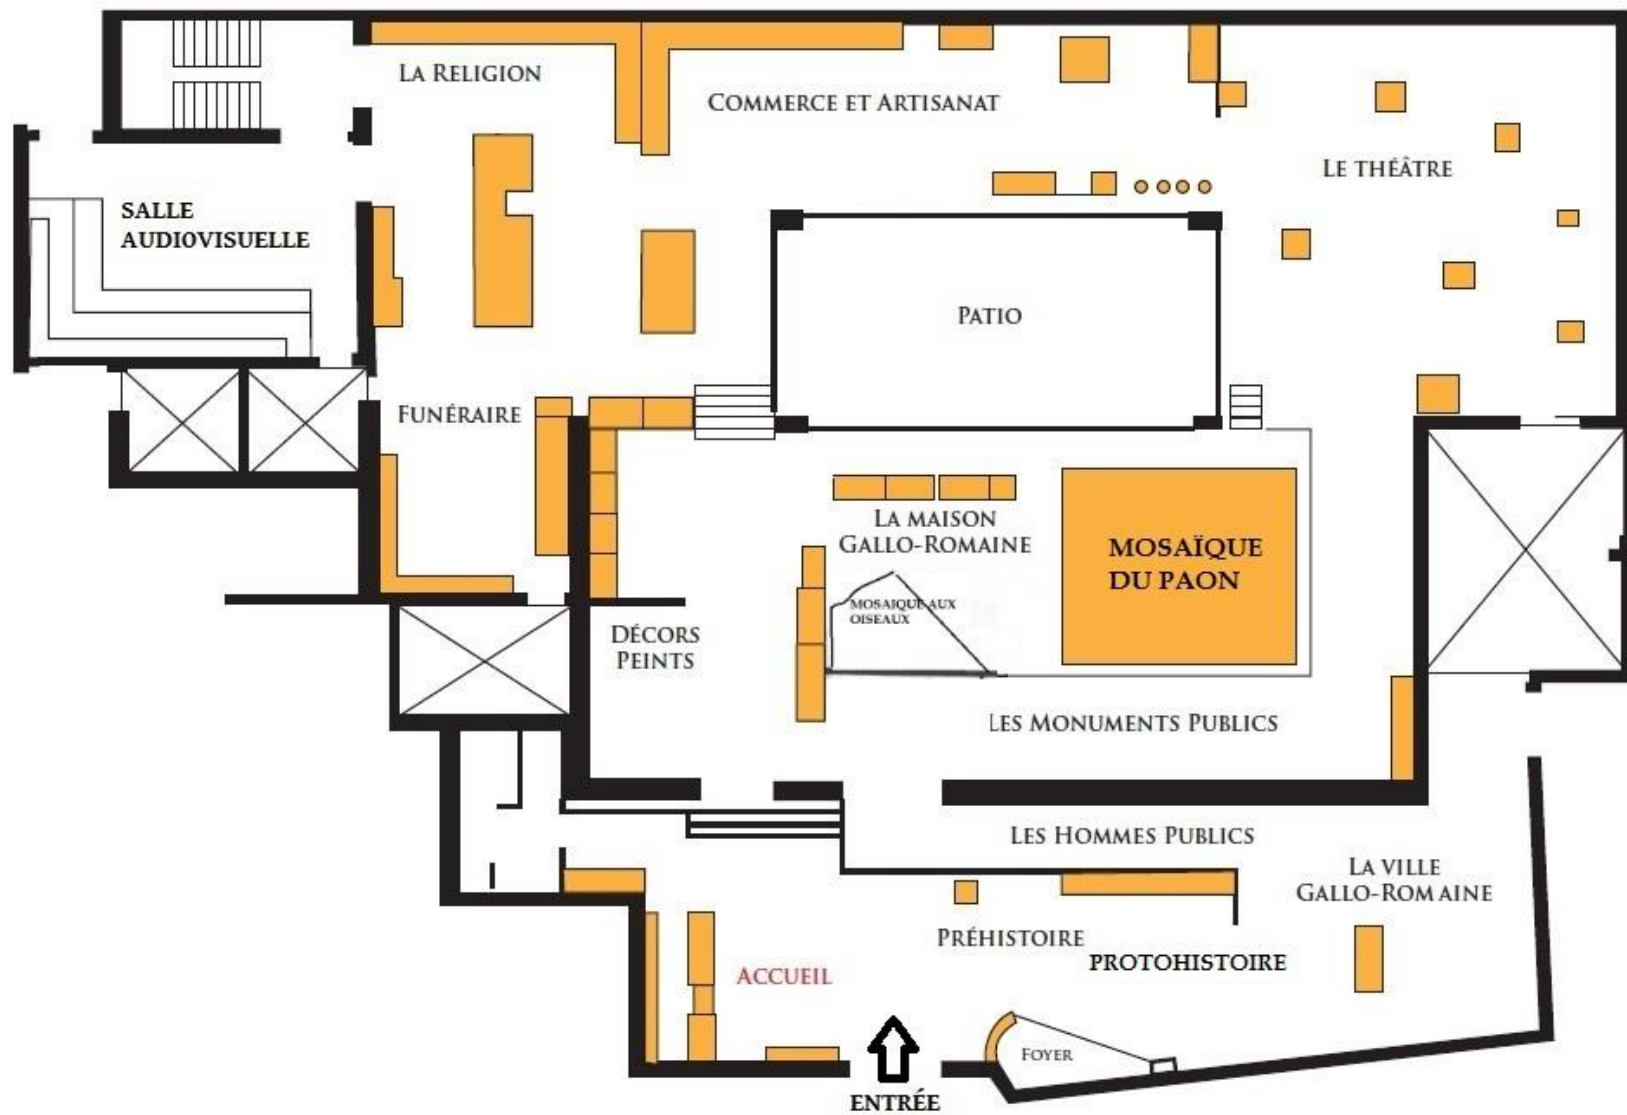 LA RELIGION
COMMERCE ET ARTISANAT
LE THÉÂTRE
SALLE
AUDIOVISUELLE
PATIO
FUNÉRAIRE
LA MAISON
GALLO-ROMAINE
MOSAÏQUE
DU PAON
MOSAIQUE AUX
OISEAUX
DÉCORS
PEINTS
LES MONUMENTS PUBLICS
LES HOMMES PUBLICS
LA VILLE
GALLO-ROMAINE
PRÉHISTOIRE
PROTOHISTOIRE
ACCUEIL
FOYER
ENTRÉE